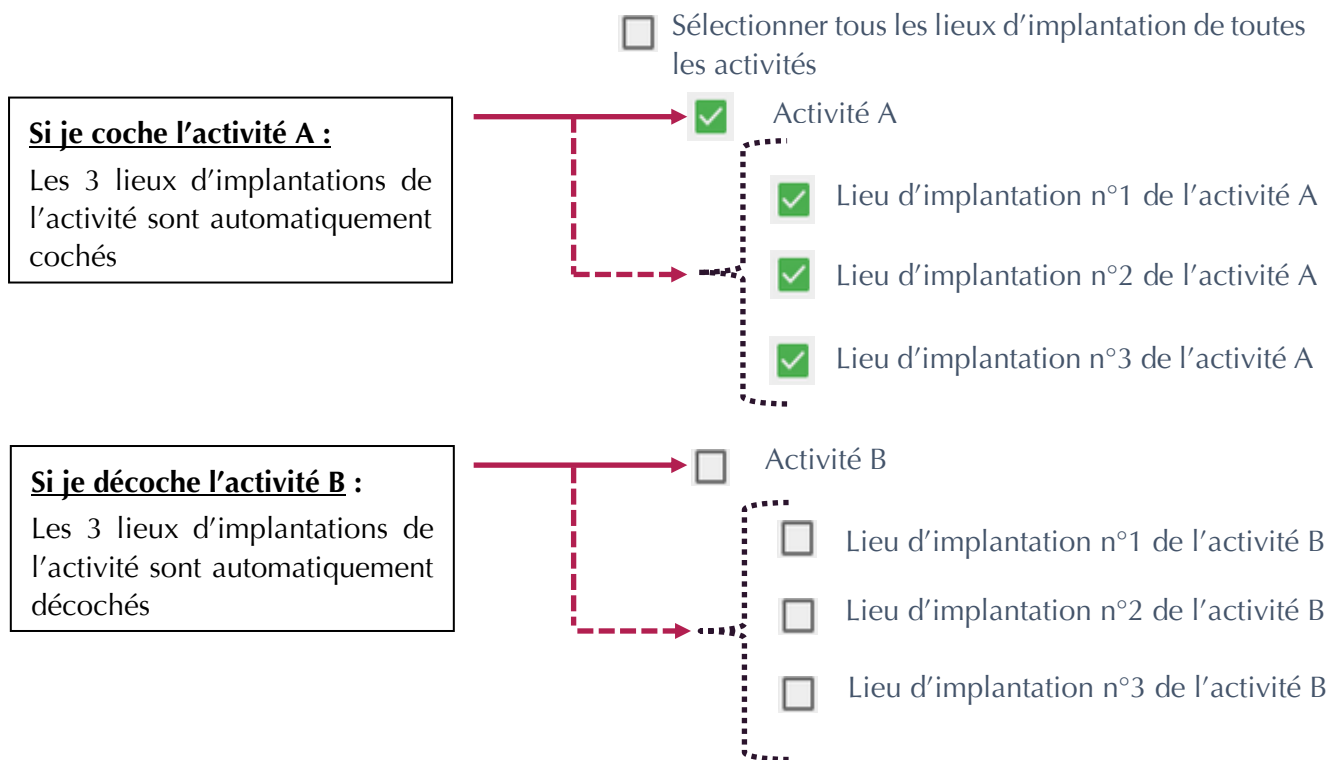 Sélectionner tous les lieux d’implantation de toutes
les activités
Si je coche l’activité A :
Les 3 lieux d’implantations de
l’activité sont automatiquement
cochés
Activité A
Lieu d’implantation n°1 de l’activité A
Lieu d’implantation n°2 de l’activité A
Lieu d’implantation n°3 de l’activité A
Si je décoche l’activité B :
Les 3 lieux d’implantations de
l’activité sont automatiquement
décochés
Activité B
Lieu d’implantation n°1 de l’activité B
Lieu d’implantation n°2 de l’activité B
Lieu d’implantation n°3 de l’activité B